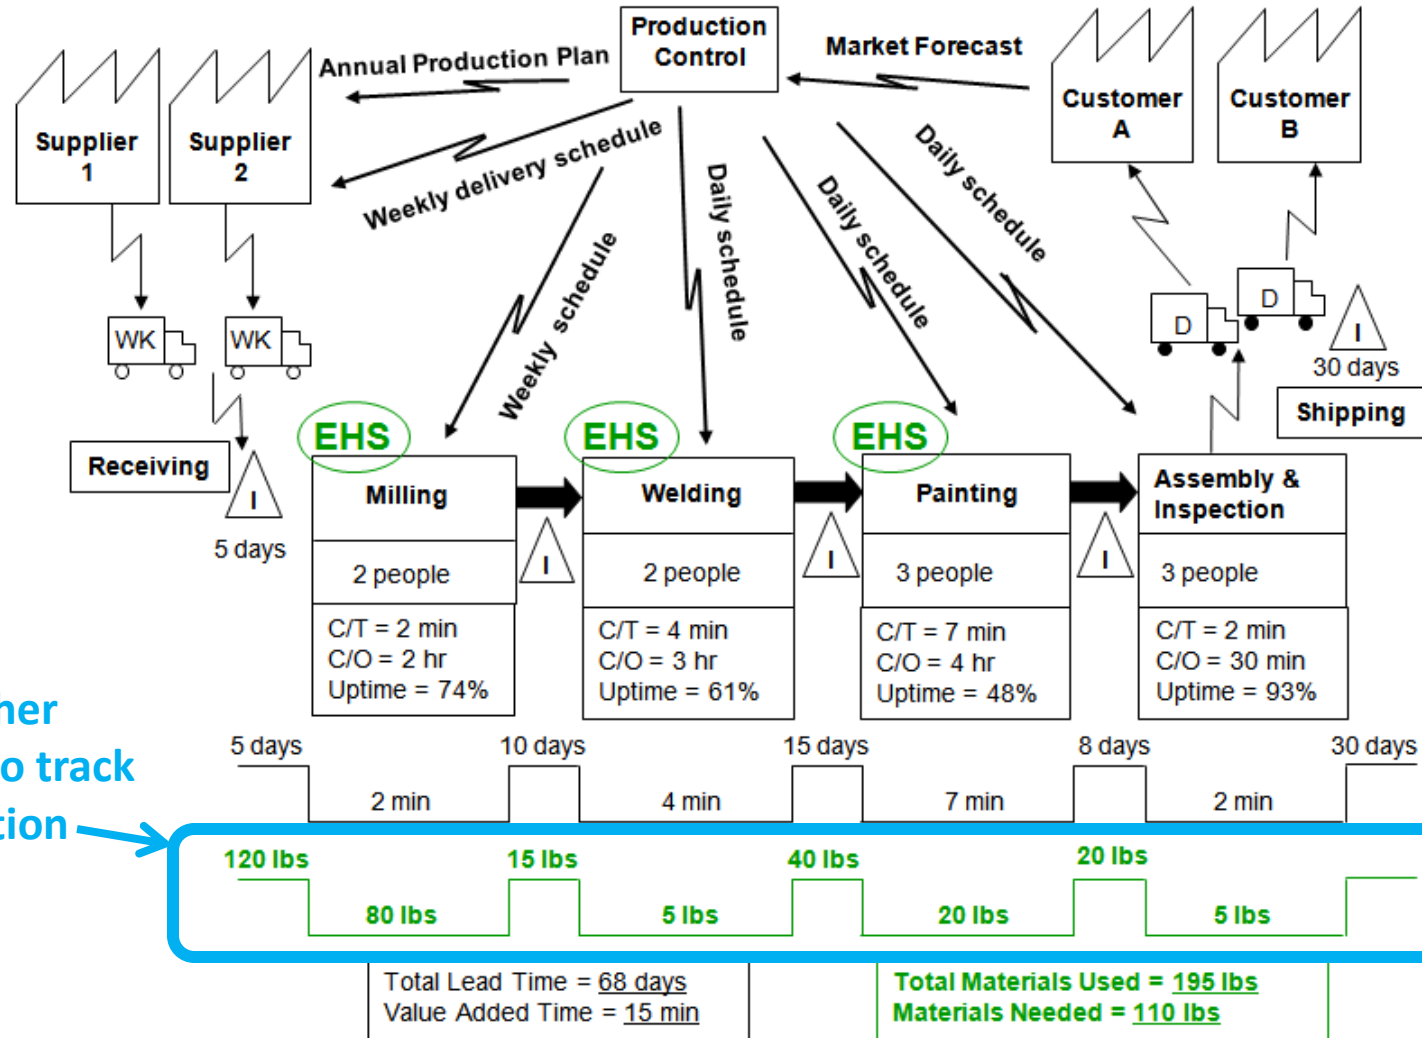 Production
Control
Annual Production Plan
Market Forecast
Supplier
1
Supplier
2
Customer
A
Customer
B
Weekly delivery schedule
Weekly schedule
Daily schedule
Daily schedule
Daily schedule
WK
WK
D
D
I
30 days
Shipping
Receiving
I
5 days
EHS
EHS
EHS
Milling
2 people
C/T = 2 min
C/O = 2 hr
Uptime = 74%
I
Welding
2 people
C/T = 4 min
C/O = 3 hr
Uptime = 61%
I
Painting
3 people
C/T = 7 min
C/O = 4 hr
Uptime = 48%
I
Assembly &
Inspection
3 people
C/T = 2 min
C/O = 30 min
Uptime = 93%
5 days 10 days 15 days 8 days 30 days
2 min 4 min 7 min 2 min
ner
o track
tion
120 lbs 15 lbs 40 lbs 20 lbs
80 lbs 5 lbs 20 lbs 5 lbs
Total Lead Time = 68 days
Value Added Time = 15 min
Total Materials Used = 195 lbs
Materials Needed = 110 lbs